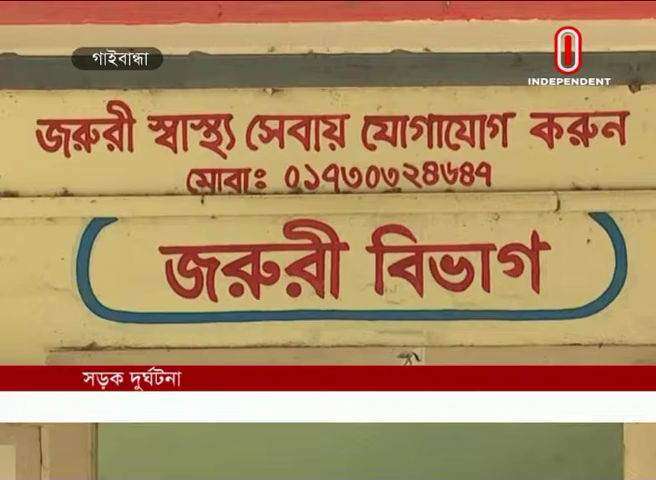 গাইবান্ধা
INDEPENDENT
জরুরী স্বাস্থ্য সেবায় যোগাযোগ করুন
মোবাঃ ০১৭৩০৩২৪৬৪৭
জরুরী বিভাগ
সড়ক দুর্ঘটনা